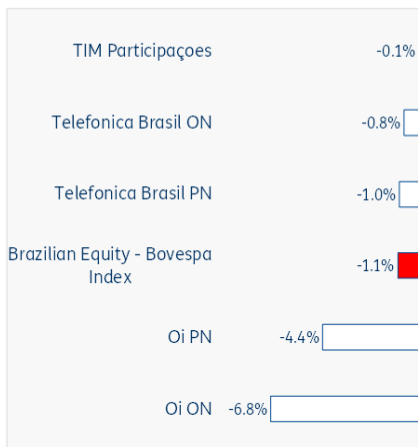 TIM Participaçoes -0.1%
Telefonica Brasil ON -0.8%
Telefonica Brasil PN -1.0%
Brazilian Equity - Bovespa
Index -1.1%
Oi PN -4.4%
Oi ON -6.8%